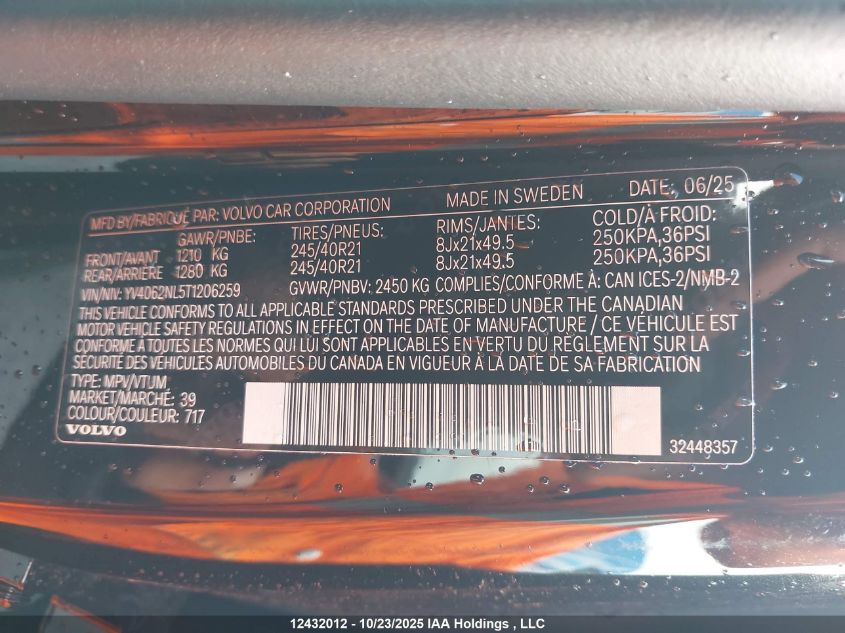 MFD BY/FABRIQUÉ PAR: VOLVO CAR CORPORATION MADE IN SWEDEN DATE: 06/25
GAWR/PNBE: TIRES/PNEUS: RIMS/JANTES: COLD/À FROID:
FRONT/AVANT 1210 KG 245/40R21 8Jx21x49.5 250KPA,36PSI
REAR/ARRIÈRE 1280 KG 245/40R21 8Jx21x49.5 250KPA,36PSI
VIN/NIV: YV4062NL5T1206259 GVWR/PNBV: 2450 KG COMPLIES/CONFORME À: CAN ICES-2/NMB-2
THIS VEHICLE CONFORMS TO ALL APPLICABLE STANDARDS PRESCRIBED UNDER THE CANADIAN
MOTOR VEHICLE SAFETY REGULATIONS IN EFFECT ON THE DATE OF MANUFACTURE / CE VÉHICULE EST
CONFORME À TOUTES LES NORMES QUI LUI SONT APPLICABLES EN VERTU DU RÈGLEMENT SUR LA
SÉCURITÉ DES VÉHICULES AUTOMOBILES DU CANADA EN VIGUEUR À LA DATE DE SA FABRICATION
TYPE: MPV/VTUM
MARKET/MARCHÉ: 39
COLOUR/COULEUR: 717
VOLVO
32448357
12432012 - 10/23/2025 IAA Holdings , LLC